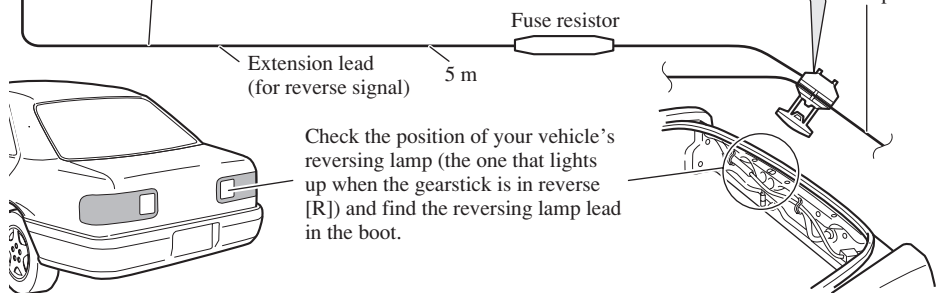 Fuse resistor
Extension lead
(for reverse signal)
5 m
Check the position of your vehicle’s
reversing lamp (the one that lights
up when the gearstick is in reverse
[R]) and find the reversing lamp lead
in the boot.